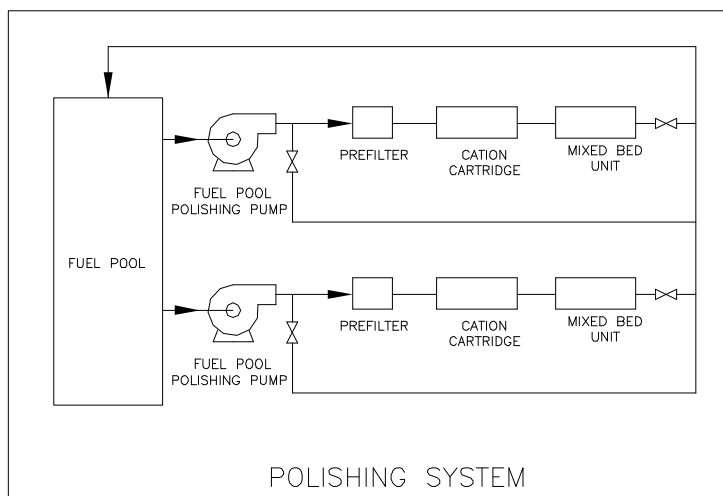 PREFILTER
CATION
CARTRIDGE
MIXED BED
UNIT
FUEL POOL
POLISHING PUMP
FUEL POOL
PREFILTER
CATION
CARTRIDGE
MIXED BED
UNIT
FUEL POOL
POLISHING PUMP
POLISHING SYSTEM